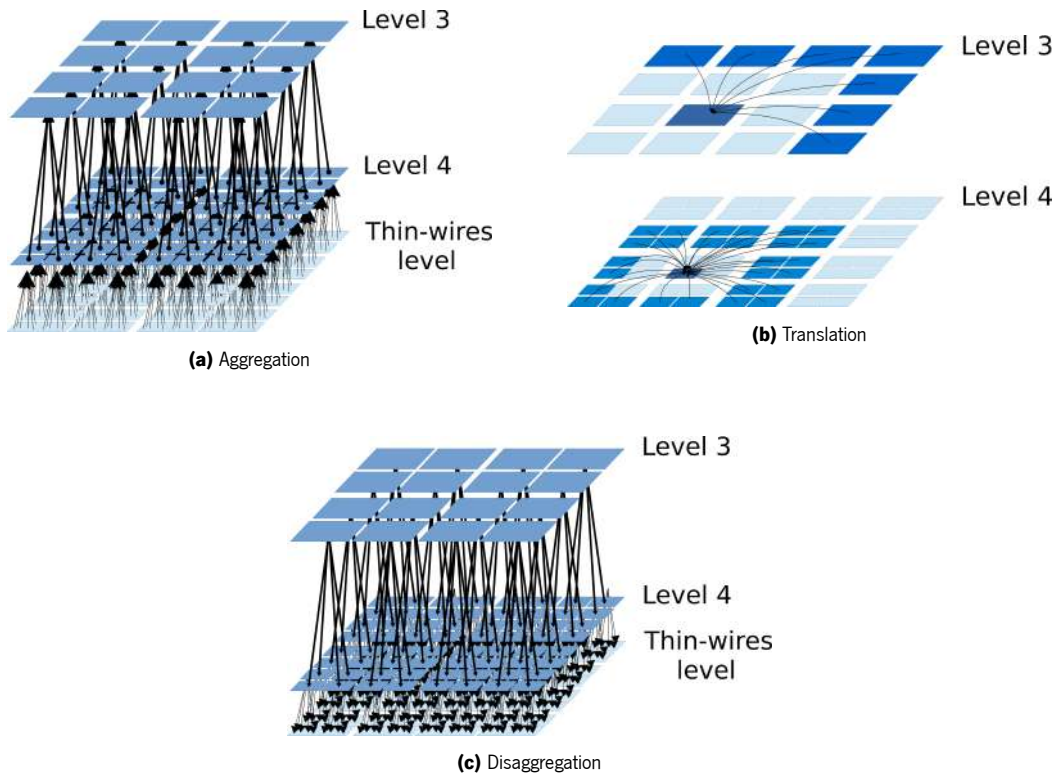 Level 3
Level 4
Thin-wires
level
(a) Aggregation
Level 3
Level 4
(b) Translation
Level 3
Level 4
Thin-wires
level
(c) Disaggregation